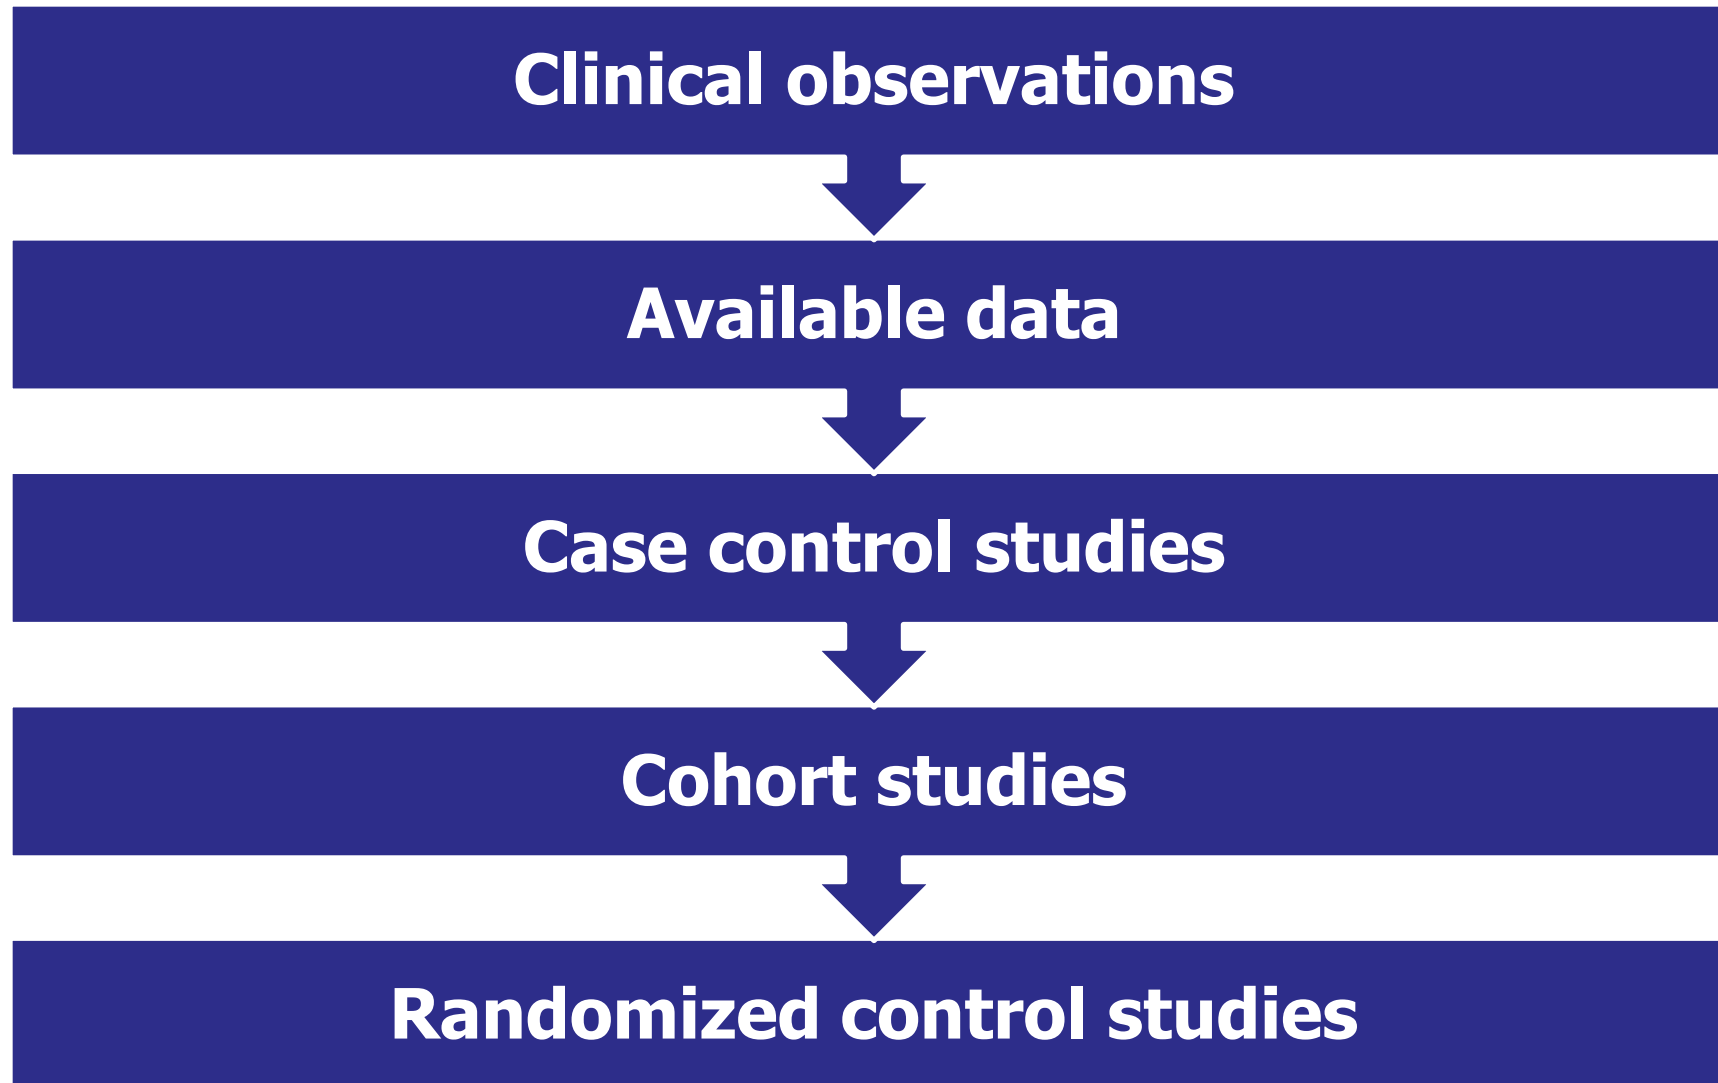 Clinical observations
Available data
Case control studies
Cohort studies
Randomized control studies